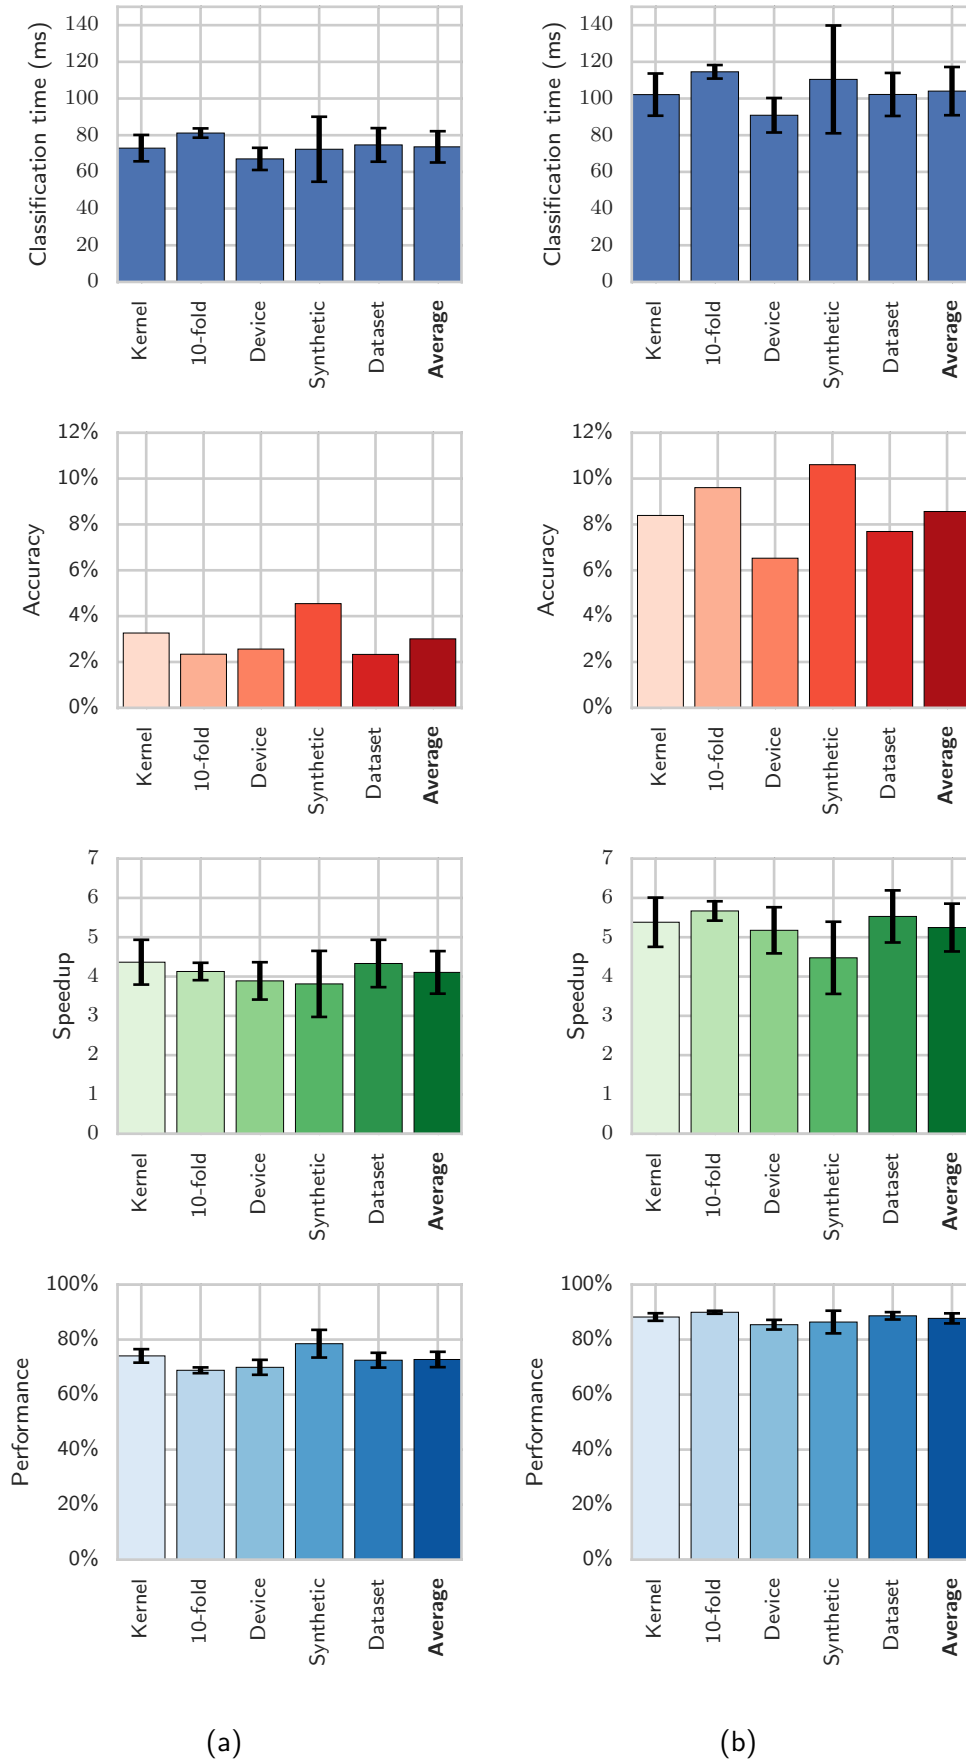 Classification time (ms)
140
120
100
80
60
40
20
0
Kernel
10-fold
Device
Synthetic
Dataset
Average
Classification time (ms)
140
120
100
80
60
40
20
0
Kernel
10-fold
Device
Synthetic
Dataset
Average
Accuracy
12%
10%
8%
6%
4%
2%
0%
Kernel
10-fold
Device
Synthetic
Dataset
Average
Accuracy
12%
10%
8%
6%
4%
2%
0%
Kernel
10-fold
Device
Synthetic
Dataset
Average
Speedup
7
6
5
4
3
2
1
0
Kernel
10-fold
Device
Synthetic
Dataset
Average
Speedup
7
6
5
4
3
2
1
0
Kernel
10-fold
Device
Synthetic
Dataset
Average
Performance
100%
80%
60%
40%
20%
0%
Kernel
10-fold
Device
Synthetic
Dataset
Average
Performance
100%
80%
60%
40%
20%
0%
Kernel
10-fold
Device
Synthetic
Dataset
Average
(a)
(b)